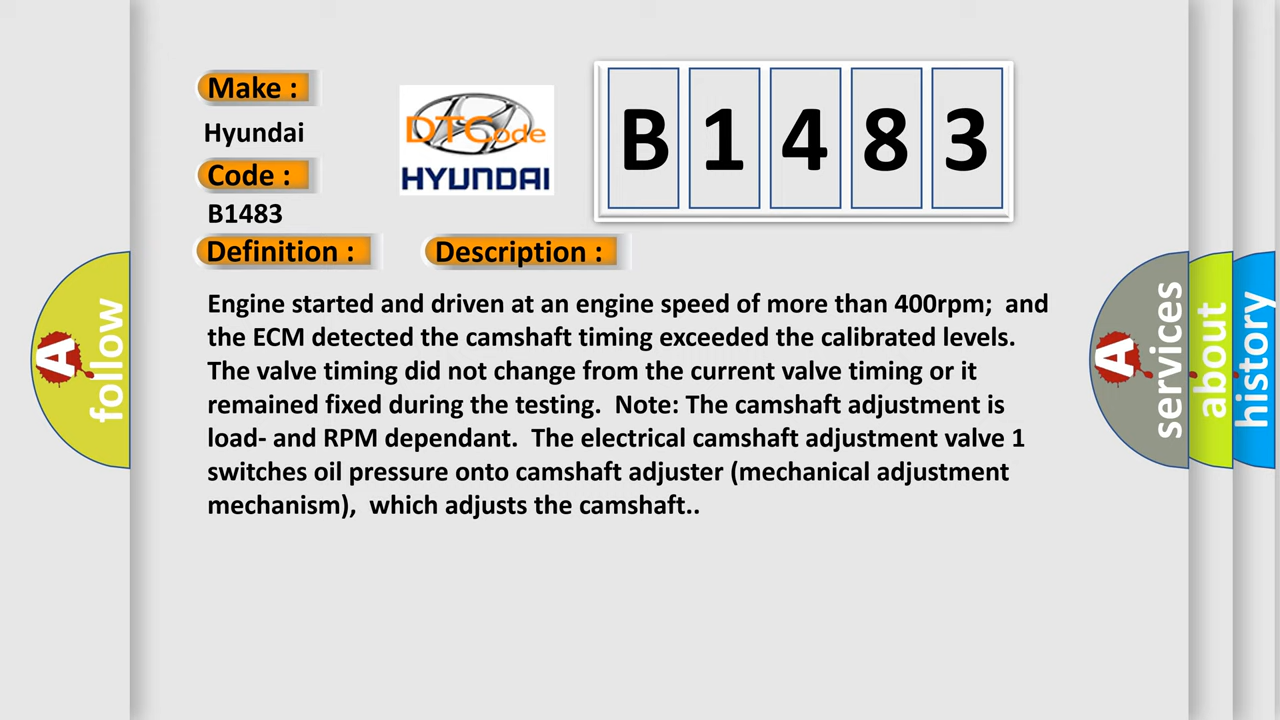 Make :
Hyundai
Code :
B1483
DTCode
HYUNDAI
B1483
Definition :
Description :
Engine started and driven at an engine speed of more than 400rpm;  and
the ECM detected the camshaft timing exceeded the calibrated levels.
The valve timing did not change from the current valve timing or it
remained fixed during the testing.  Note: The camshaft adjustment is
load- and RPM dependant.  The electrical camshaft adjustment valve 1
switches oil pressure onto camshaft adjuster (mechanical adjustment
mechanism),  which adjusts the camshaft..
A follow
A services
about
history